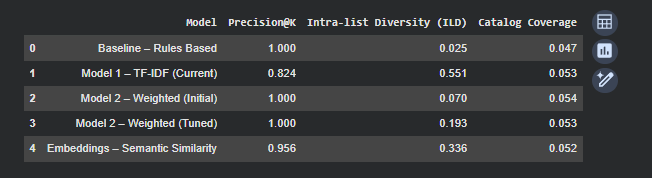 Model Precision@K Intra-list Diversity (ILD) Catalog Coverage
0 Baseline – Rules Based 1.000 0.025 0.047
1 Model 1 – TF-IDF (Current) 0.824 0.551 0.053
2 Model 2 – Weighted (Initial) 1.000 0.070 0.054
3 Model 2 – Weighted (Tuned) 1.000 0.193 0.053
4 Embeddings – Semantic Similarity 0.956 0.336 0.052